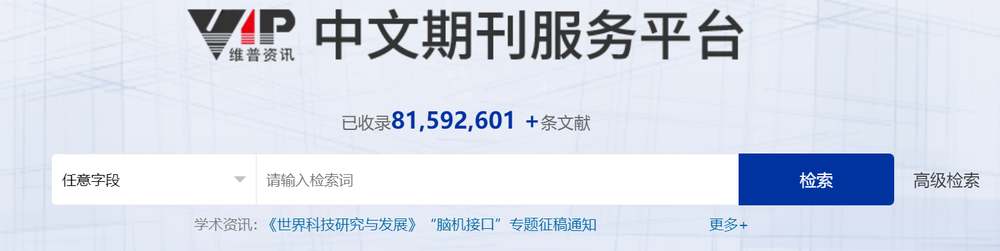 VIP 维普资讯 中文期刊服务平台
已收录81,592,601 +条文献
任意字段 请输入检索词 检索 高级检索
学术资讯：《世界科技研究与发展》“脑机接口”专题征稿通知 更多+